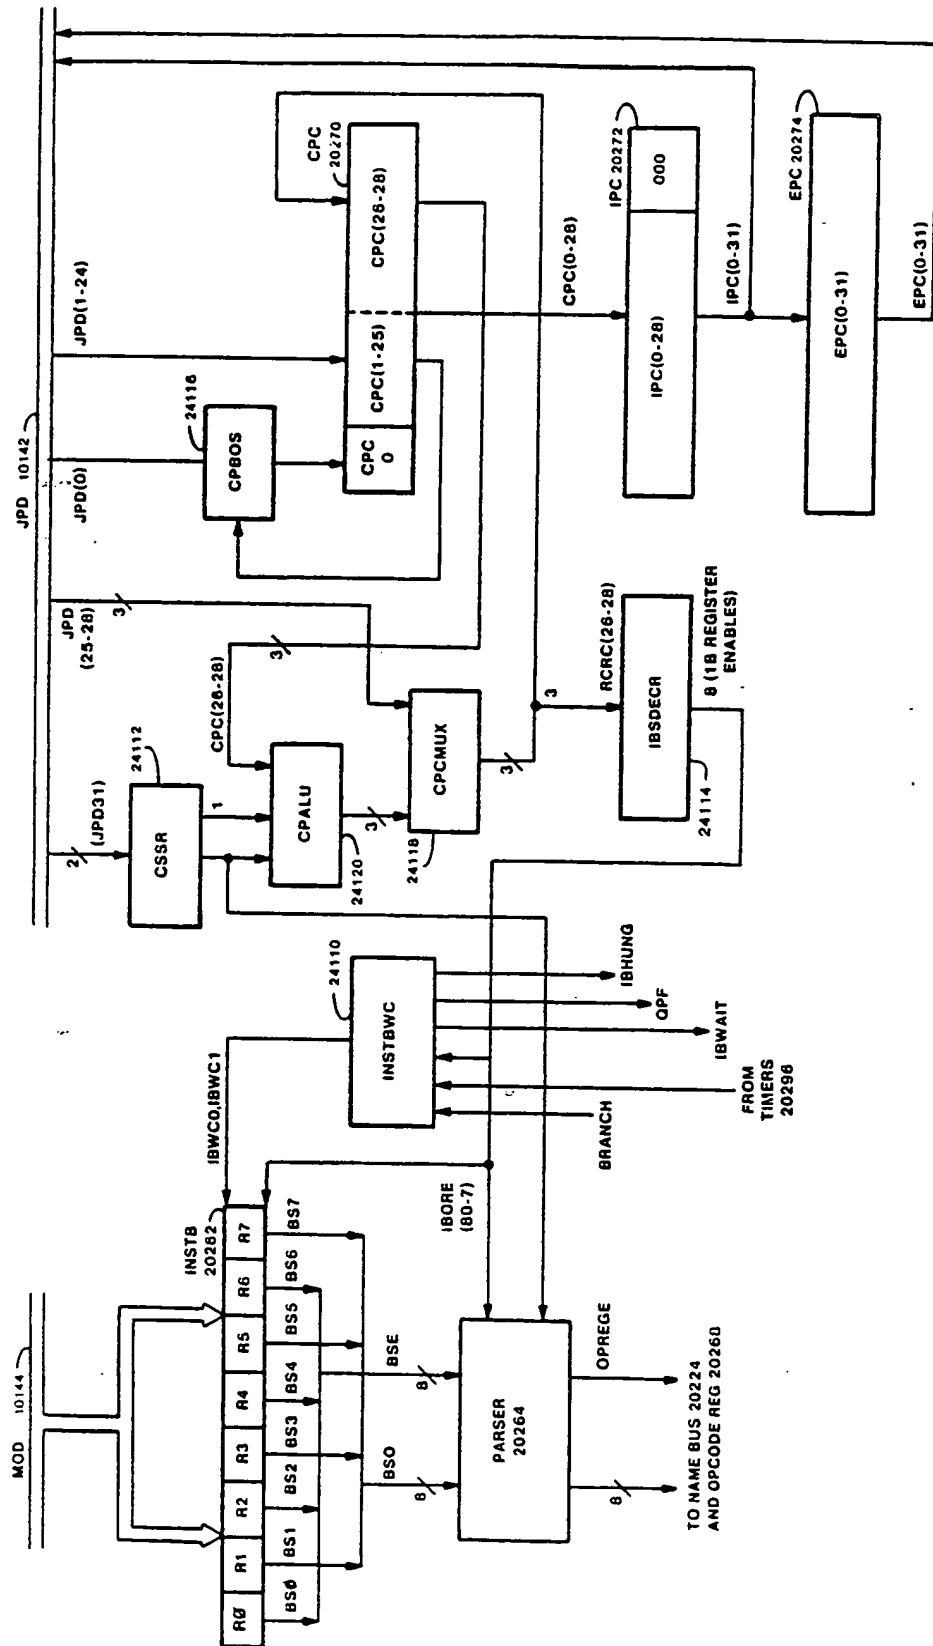 MOD 10144
INSTB
20262
R0
R1
R2
R3
R4
R5
R6
R7
BS0
BS1
BS2
BS3
BS4
BS5
BS6
BS7
IBWC0,IBWC1
BSO
BSE
8
8
PARSER
20264
IBORE
(80-7)
8
OPREGE
TO NAME BUS 20224
AND OPCODE REG 20268
24110
INSTBWC
BRANCH
FROM
TIMERS
20296
IBWAIT
QPF
IBHUNG
JPD 10142
2
(JPD31)
24112
CSSR
1
JPD
(25-28)
3
CPC(26-28)
3
CPALU
24120
3
CPCMUX
24118
3
3
RCRC(26-28)
IBSDECR
24114
8 (1B REGISTER
ENABLES)
JPD(0)
24116
CPBOS
JPD(1-24)
CPC
20270
CPC
0
CPC(1-25)
CPC(26-28)
CPC(0-28)
IPC 20272
IPC(0-28)
000
IPC(0-31)
EPC 20274
EPC(0-31)
EPC(0-31)